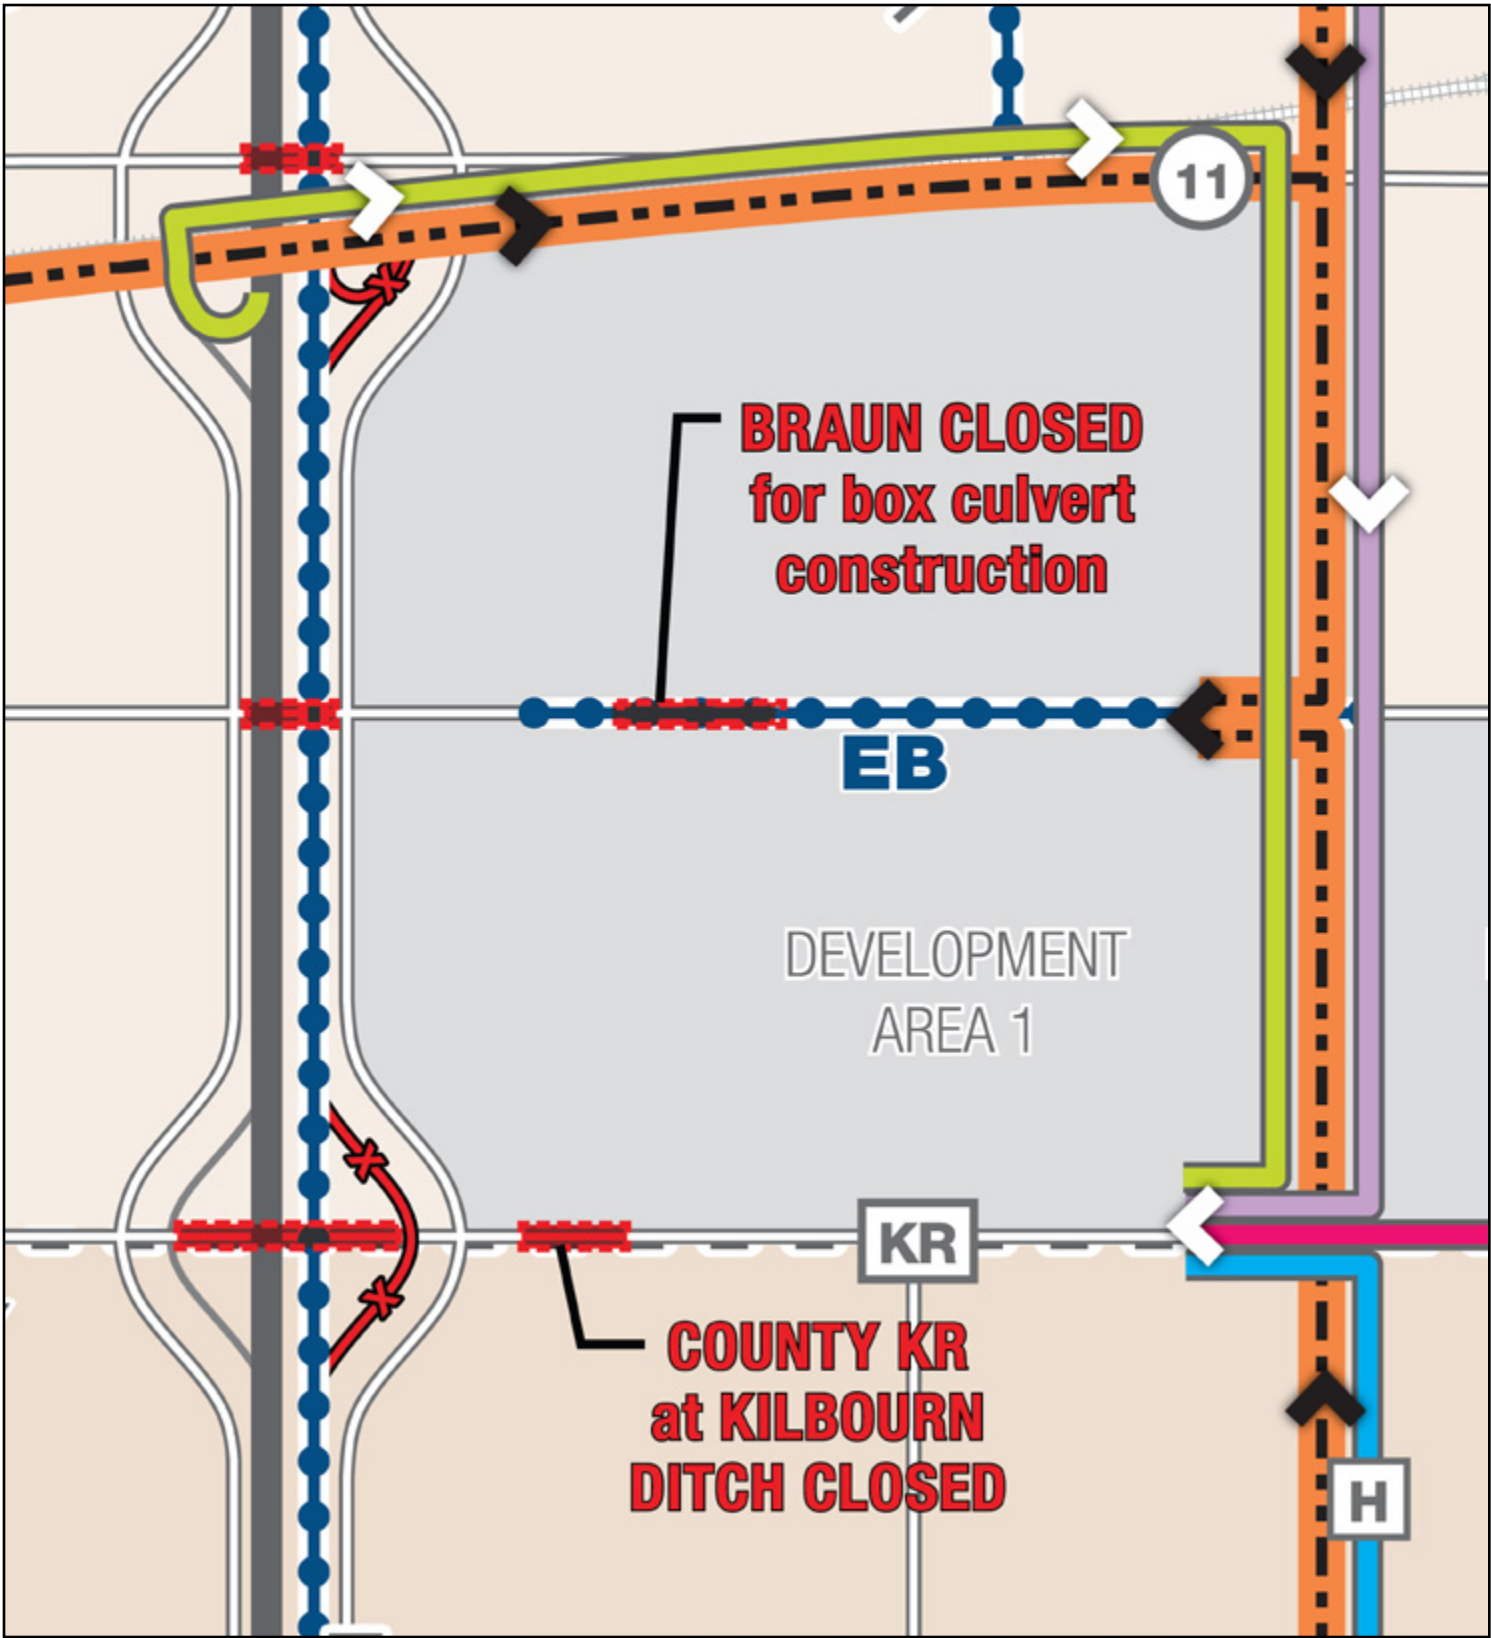 11
BRAUN CLOSED
for box culvert
construction
EB
DEVELOPMENT
AREA 1
KR
COUNTY KR
at KILBOURN
DITCH CLOSED
H